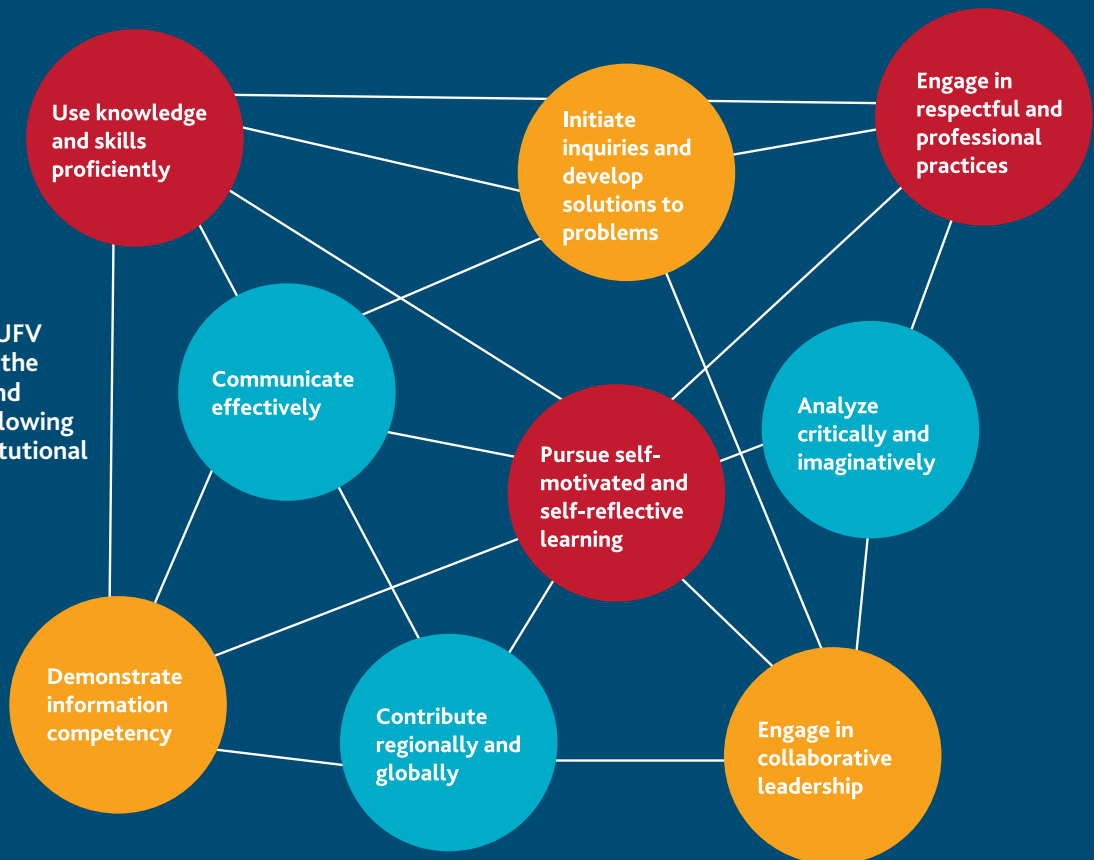 Use knowledge
and skills
proficiently
Initiate
inquiries and
develop
solutions to
problems
Engage in
respectful and
professional
practices
UFV
the
nd
lowing
tutional
Communicate
effectively
Pursue self-
motivated and
self-reflective
learning
Analyze
critically and
imaginatively
Demonstrate
information
competency
Contribute
regionally and
globally
Engage in
collaborative
leadership